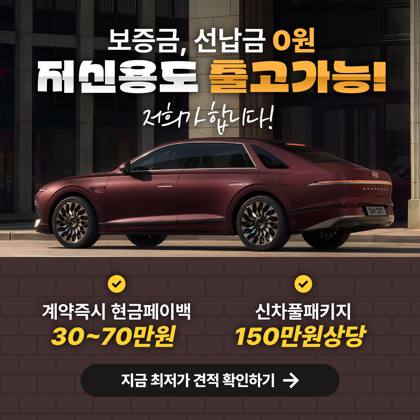 보증금, 선납금 0원
저신용도 출고가능!
저희가 합니다!
계약즉시 현금페이백
30~70만원
신차풀패키지
150만원상당
지금 최저가 견적 확인하기 →